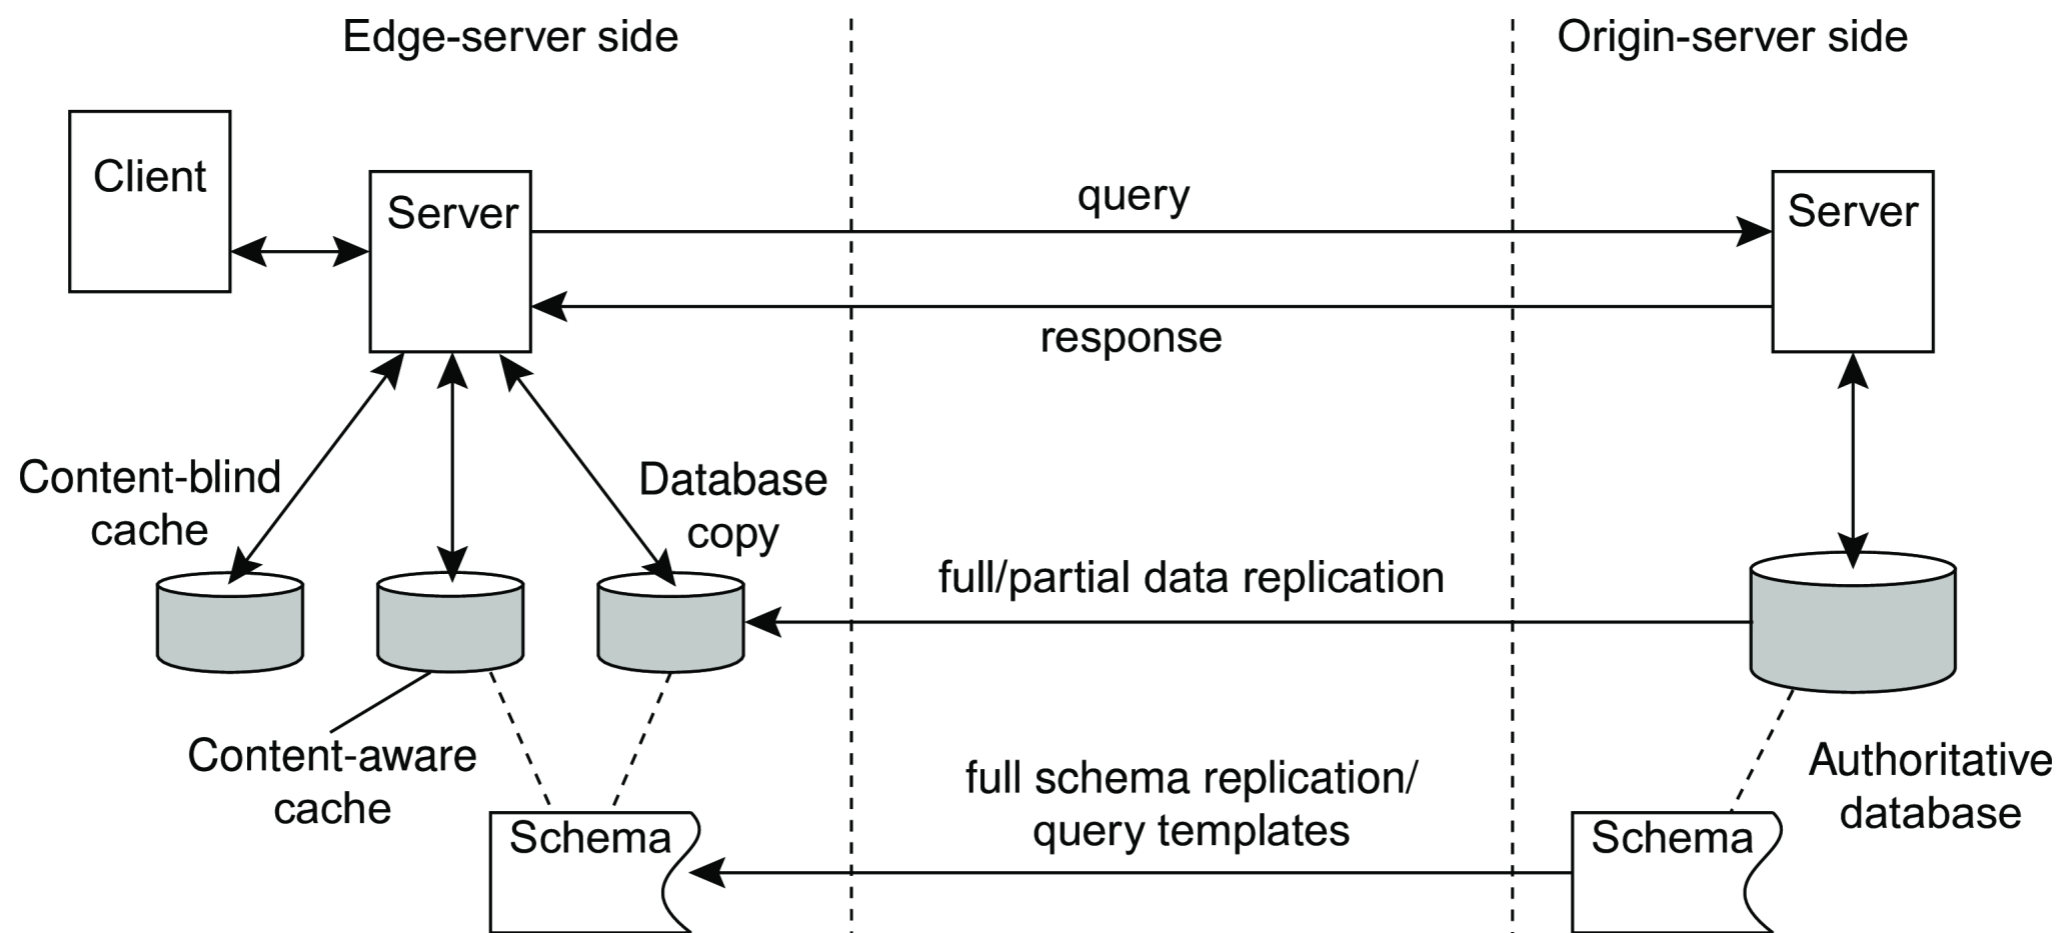 Edge-server side
Origin-server side
Client
Server
query
Server
response
Content-blind
cache
Database
copy
full/partial data replication
Content-aware
cache
full schema replication/
query templates
Authoritative
database
Schema
Schema